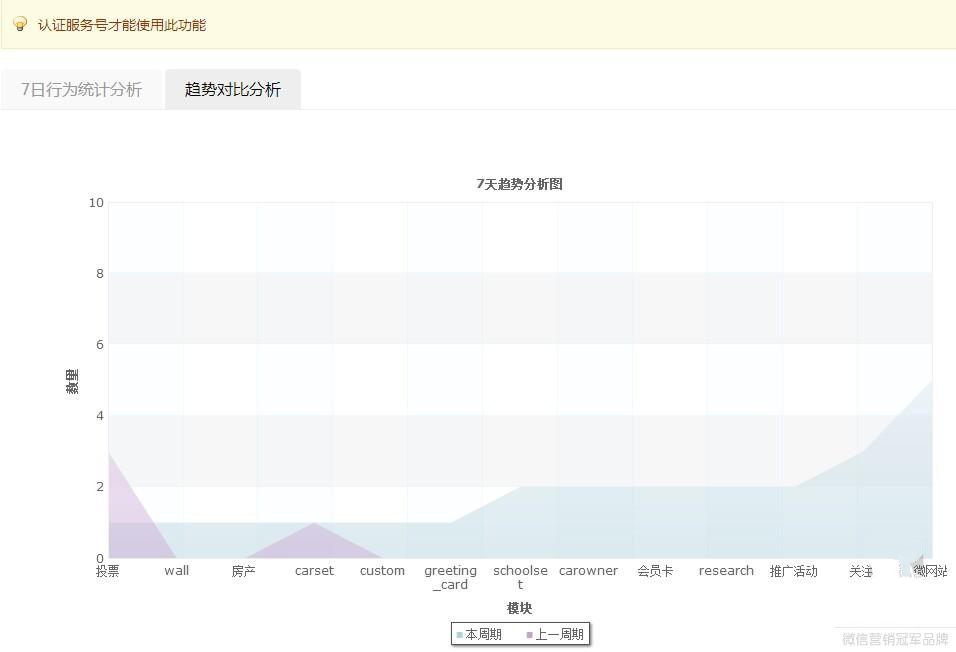 认证服务号才能使用此功能
7日行为统计分析 趋势对比分析
7天趋势分析图
10
8
6
4
2
0
数量
投票 wall 房产 carset custom greeting_card schoolset carowner 会员卡 research 推广活动 关注 微网站
模块
本周期 上一周期
微信营销冠军品牌